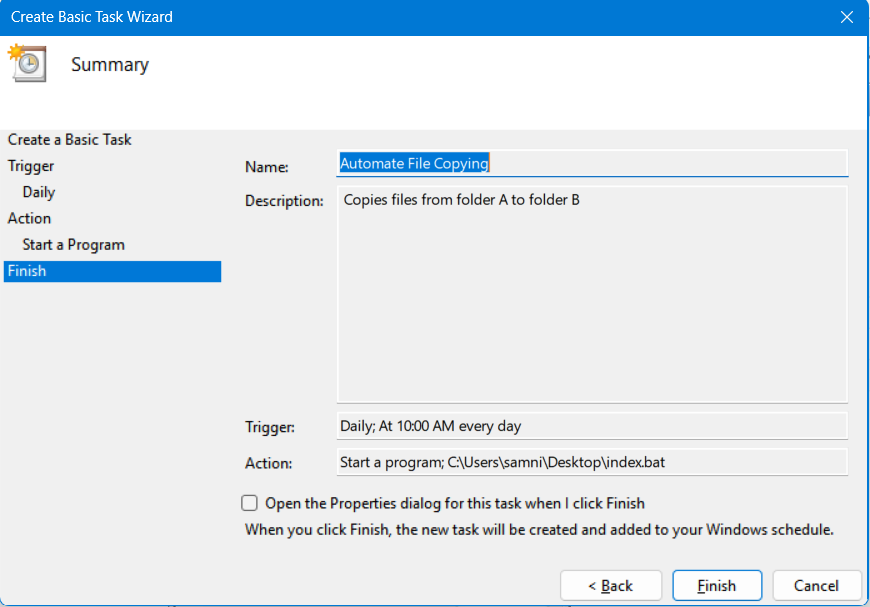 Create Basic Task Wizard
Summary
Create a Basic Task
Trigger
Daily
Action
Start a Program
Finish
Name: Automate File Copying
Description: Copies files from folder A to folder B
Trigger: Daily; At 10:00 AM every day
Action: Start a program; C:\Users\samni\Desktop\index.bat
Open the Properties dialog for this task when I click Finish
When you click Finish, the new task will be created and added to your Windows schedule.
< Back Finish Cancel